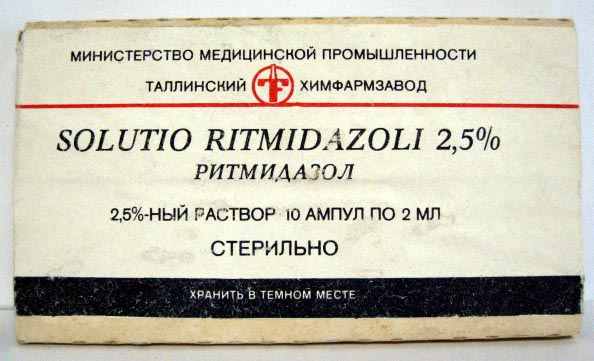 МИНИСТЕРСТВО МЕДИЦИНСКОЙ ПРОМЫШЛЕННОСТИ
ТАЛЛИНСКИЙ ХИМФАРМЗАВОД
SOLUTIO RITMIDAZOLI 2,5%
РИТМИДАЗОЛ
2,5%-НЫЙ РАСТВОР 10 АМПУЛ ПО 2 МЛ
СТЕРИЛЬНО
ХРАНИТЬ В ТЕМНОМ МЕСТЕ